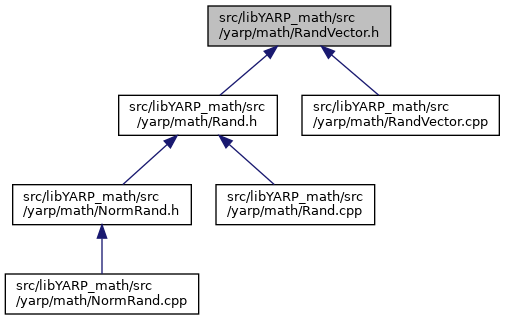 src/libYARP_math/src
/yarp/math/RandVector.h
src/libYARP_math/src
/yarp/math/Rand.h
src/libYARP_math/src
/yarp/math/RandVector.cpp
src/libYARP_math/src
/yarp/math/NormRand.h
src/libYARP_math/src
/yarp/math/Rand.cpp
src/libYARP_math/src
/yarp/math/NormRand.cpp